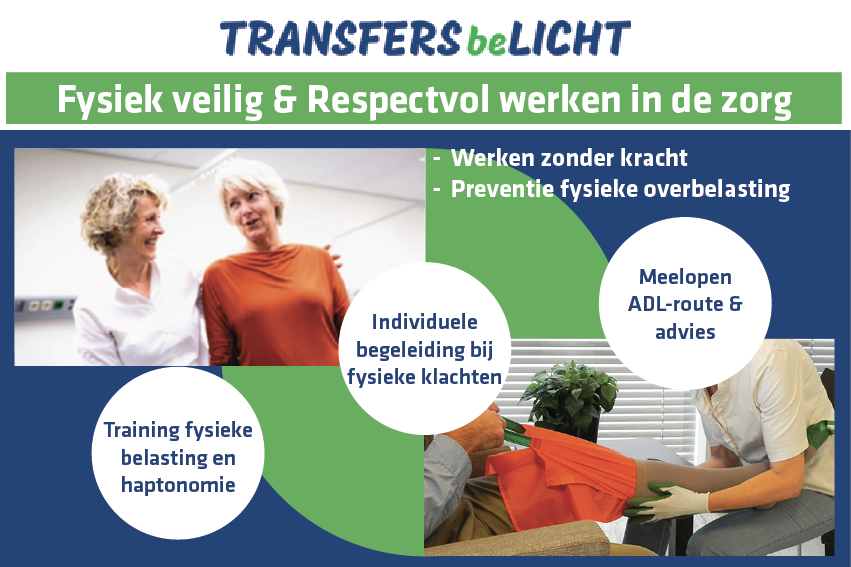 TRANSFERS beLICHT
Fysiek veilig & Respectvol werken in de zorg
- Werken zonder kracht
- Preventie fysieke overbelasting
Meelopen
ADL-route &
advies
Individuele
begeleiding bij
fysieke klachten
Training fysieke
belasting en
haptonomie